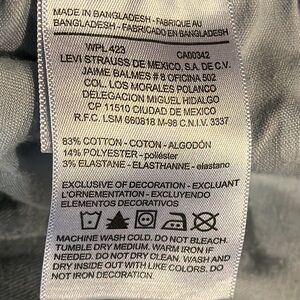 MADE IN BANGLADESH - FABRIQUE AU
BANGLADESH - FABRICADO EN BANGLADESH
WPL 423 CA00342
LEVI STRAUSS DE MEXICO, S.A. DE C.V.
JAIME BALMES # 8 OFICINA 502
COL. LOS MORALES POLANCO
DELEGACION MIGUEL HIDALGO
CP 11510 CIUDAD DE MEXICO
R.F.C. LSM 660818 M-98 C.N.IV. 3337
83% COTTON - COTON - ALGODÓN
14% POLYESTER - poliéster
3% ELASTANE - ELASTHANNE - elastano
EXCLUSIVE OF DECORATION - EXCLUANT
L'ORNEMENTATION - EXCLUYENDO
ELEMENTOS DECORATIVOS
MACHINE WASH COLD. DO NOT BLEACH.
TUMBLE DRY MEDIUM. WARM IRON IF
NEEDED. DO NOT DRY CLEAN. WASH AND
DRY INSIDE OUT WITH LIKE COLORS. DO
NOT IRON DECORATION.